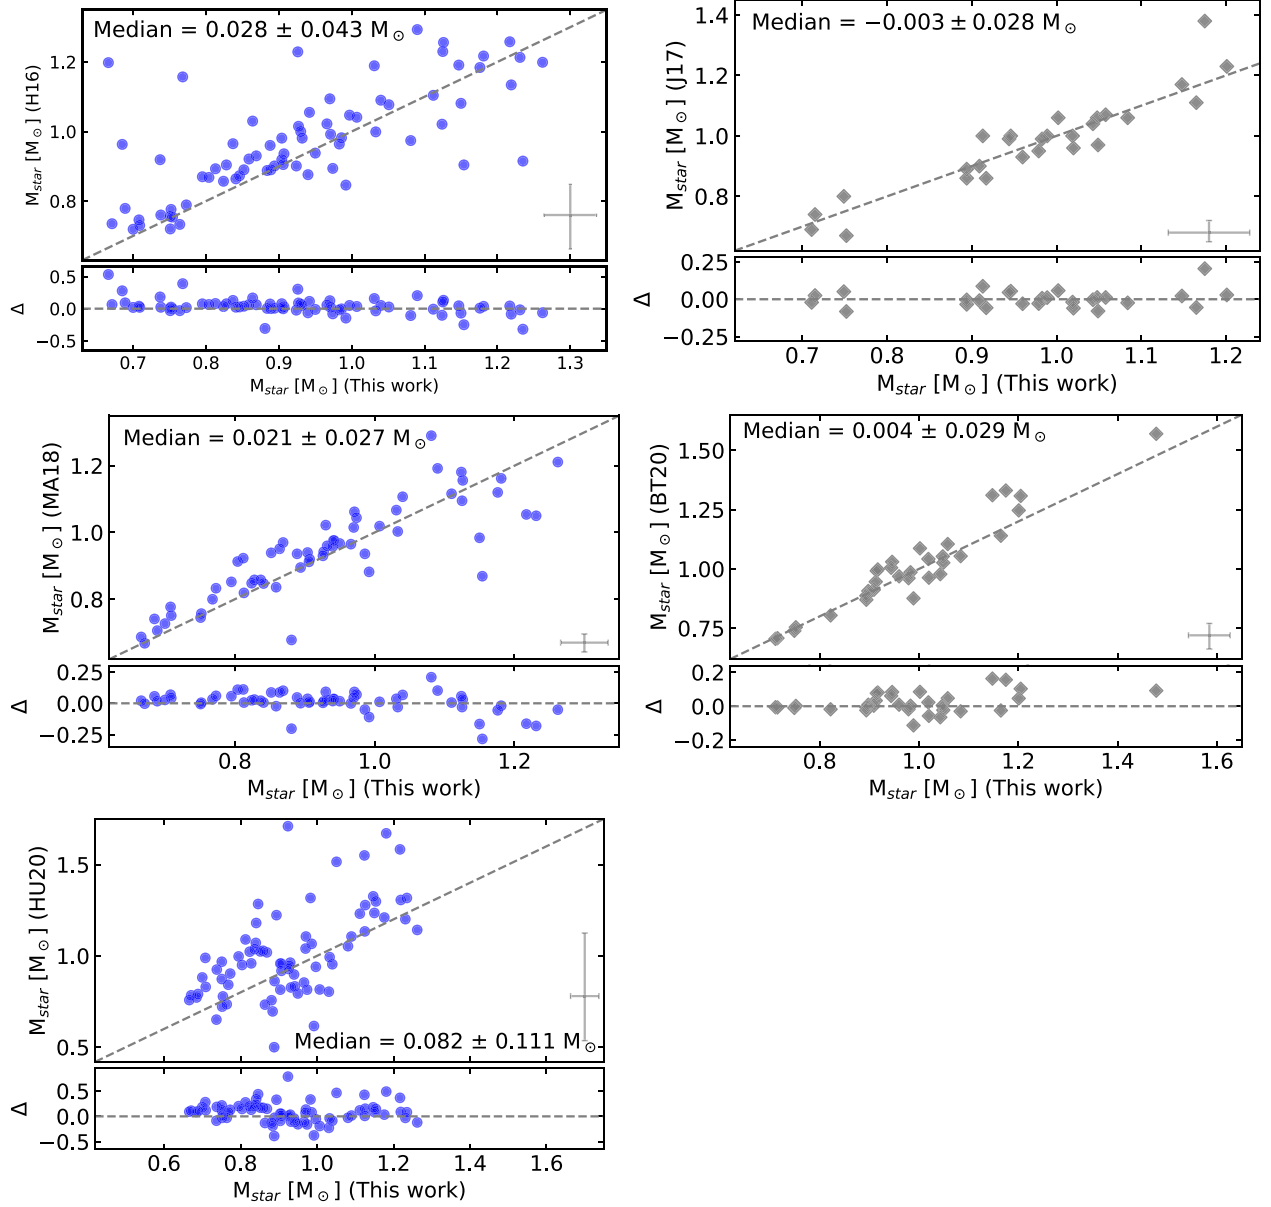 Median = 0.028 ± 0.043 M⊙
M_star [M⊙] (H16)
1.2
1.0
0.8
Δ
0.5
0.0
−0.5
0.7 0.8 0.9 1.0 1.1 1.2 1.3
M_star [M⊙] (This work)
Median = −0.003 ± 0.028 M⊙
M_star [M⊙] (J17)
1.4
1.2
1.0
0.8
Δ
0.25
0.00
−0.25
0.7 0.8 0.9 1.0 1.1 1.2
M_star [M⊙] (This work)
Median = 0.021 ± 0.027 M⊙
M_star [M⊙] (MA18)
1.2
1.0
0.8
Δ
0.25
0.00
−0.25
0.8 1.0 1.2
M_star [M⊙] (This work)
Median = 0.004 ± 0.029 M⊙
M_star [M⊙] (BT20)
1.50
1.25
1.00
0.75
Δ
0.2
0.0
−0.2
0.8 1.0 1.2 1.4 1.6
M_star [M⊙] (This work)
M_star [M⊙] (HU20)
1.5
1.0
0.5
Median = 0.082 ± 0.111 M⊙
Δ
0.5
0.0
−0.5
0.6 0.8 1.0 1.2 1.4 1.6
M_star [M⊙] (This work)